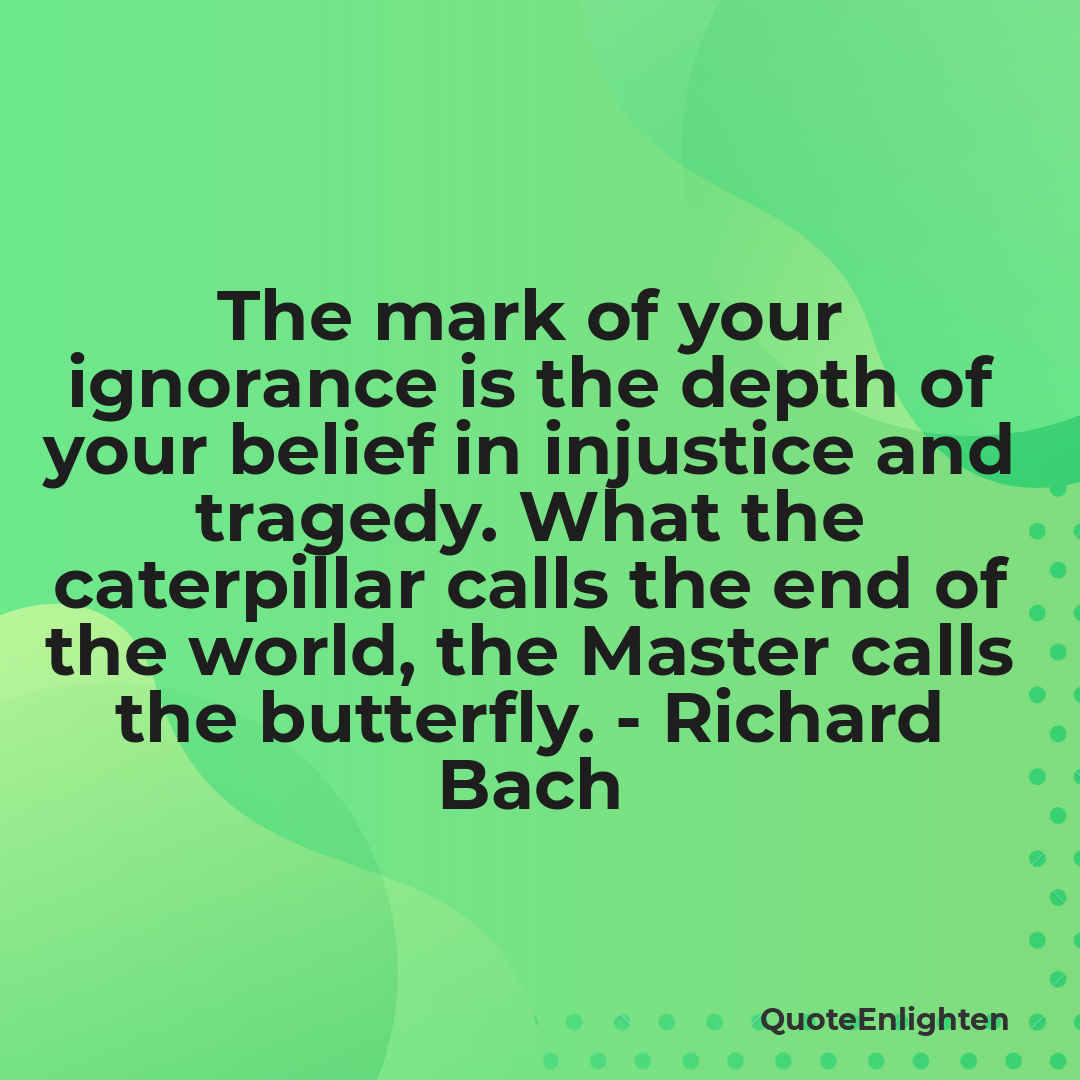 The mark of your
ignorance is the depth of
your belief in injustice and
tragedy. What the
caterpillar calls the end of
the world, the Master calls
the butterfly. - Richard
Bach
QuoteEnlighten